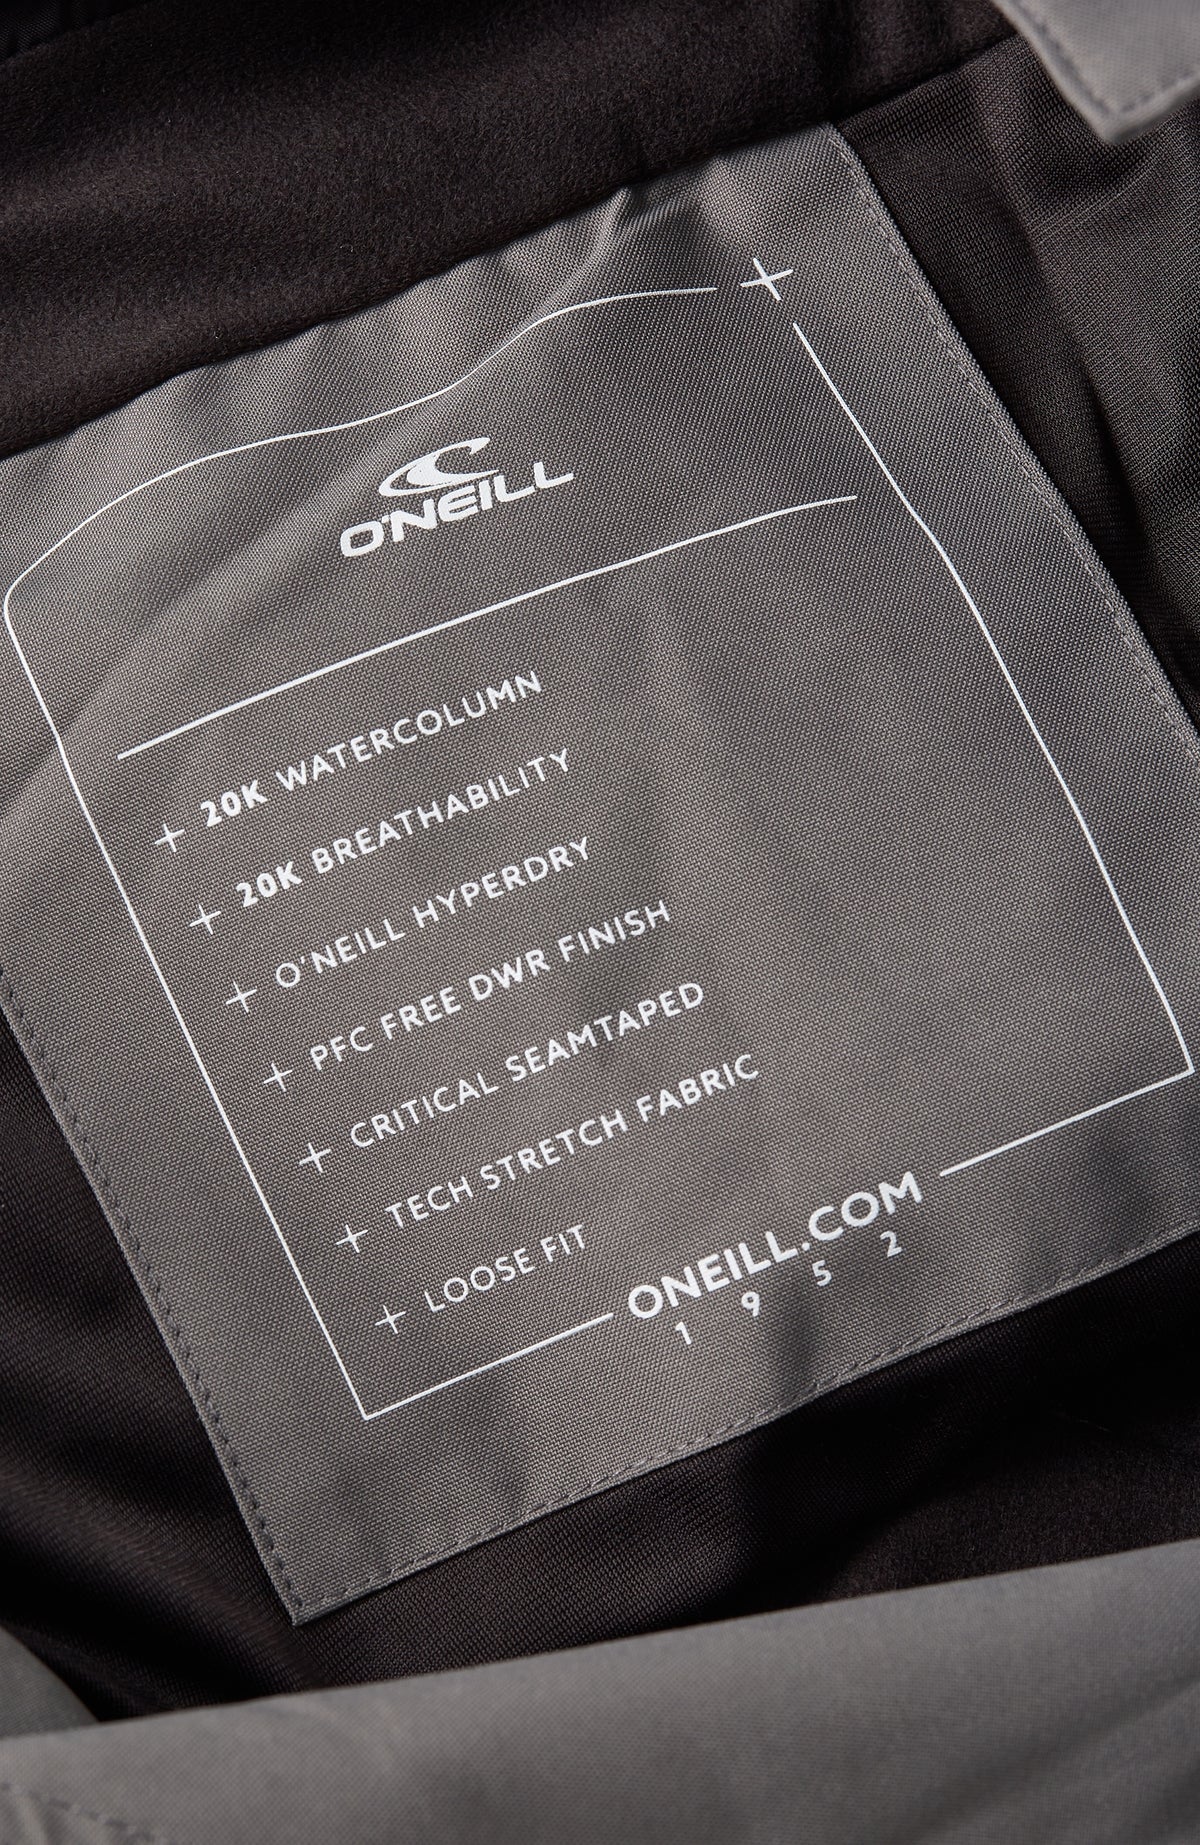 O'NEILL
+ 20K WATERCOLUMN
+ 20K BREATHABILITY
+ O'NEILL HYPERDRY
+ PFC FREE DWR FINISH
+ CRITICAL SEAMTAPED
+ TECH STRETCH FABRIC
+ LOOSE FIT
ONEILL.COM
1 9 5 2